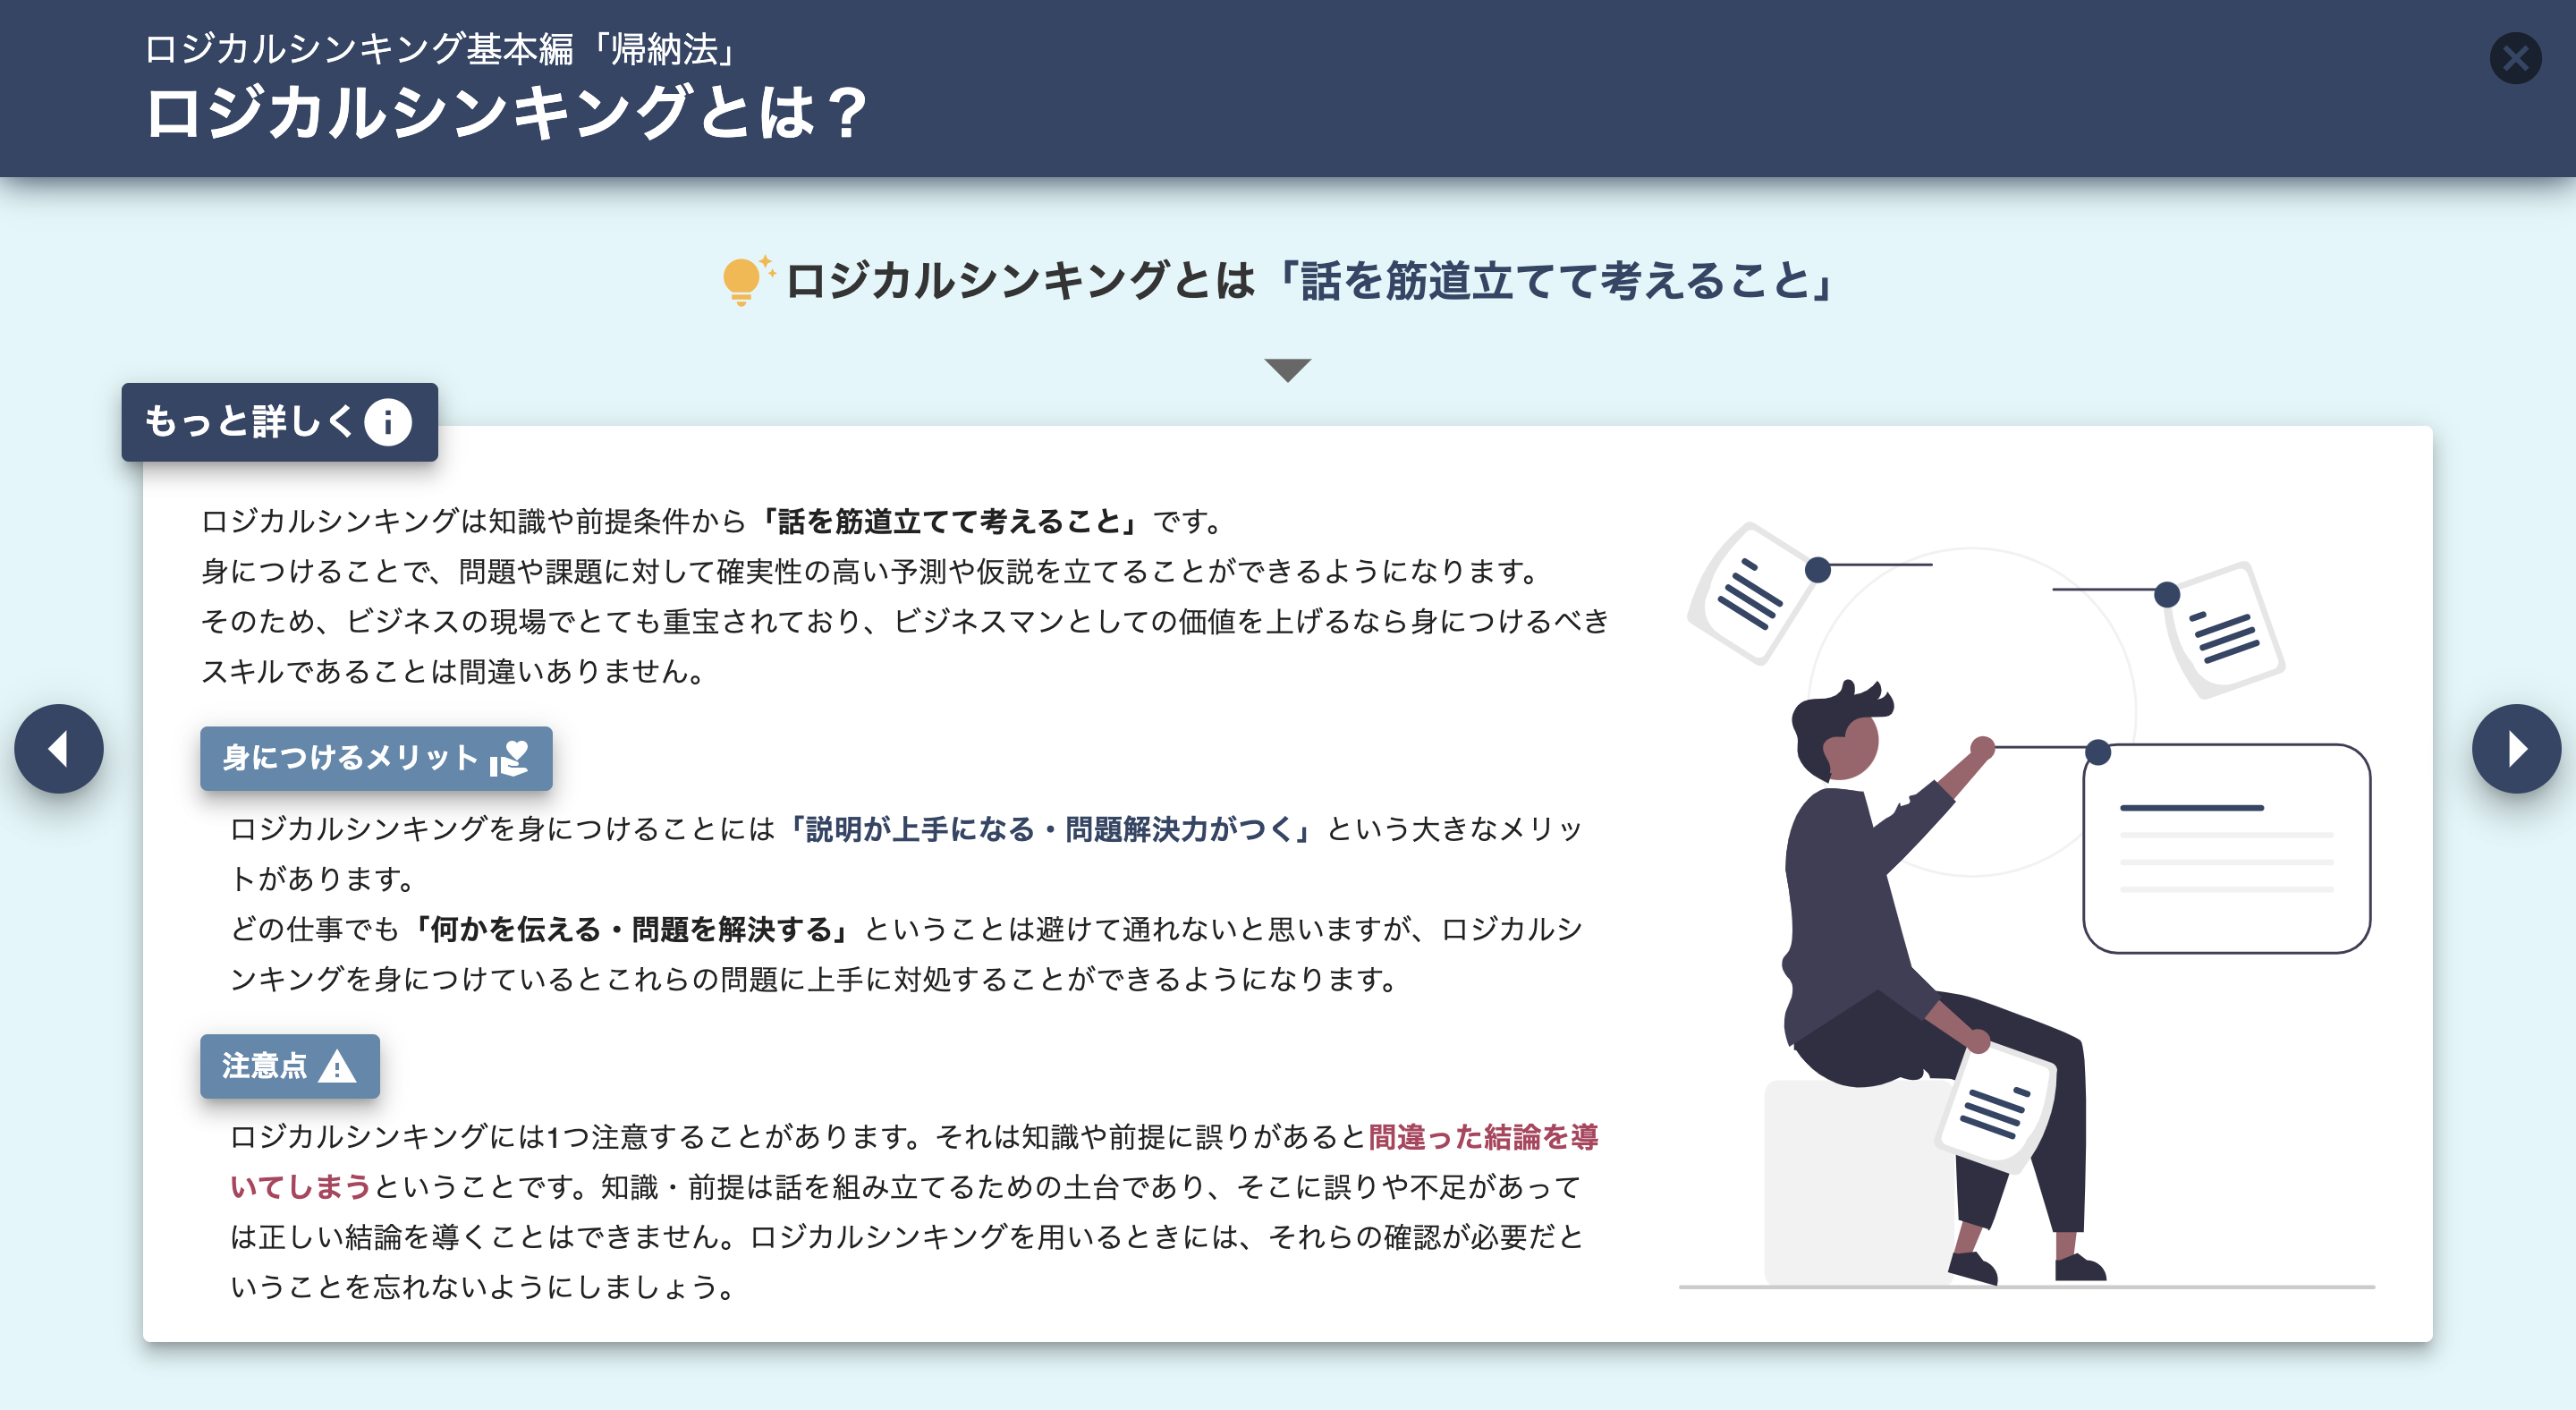 ロジカルシンキング基本編「帰納法」
ロジカルシンキングとは？
ロジカルシンキングとは「話を筋道立てて考えること」
もっと詳しく
ロジカルシンキングは知識や前提条件から「話を筋道立てて考えること」です。
身につけることで、問題や課題に対して確実性の高い予測や仮説を立てることができるようになります。
そのため、ビジネスの現場でとても重宝されており、ビジネスマンとしての価値を上げるなら身につけるべき
スキルであることは間違いありません。
身につけるメリット
ロジカルシンキングを身につけることには「説明が上手になる・問題解決力がつく」という大きなメリッ
トがあります。
どの仕事でも「何かを伝える・問題を解決する」ということは避けて通れないと思いますが、ロジカルシ
ンキングを身につけているとこれらの問題に上手に対処することができるようになります。
注意点
ロジカルシンキングには1つ注意することがあります。それは知識や前提に誤りがあると間違った結論を導
いてしまうということです。知識・前提は話を組み立てるための土台であり、そこに誤りや不足があって
は正しい結論を導くことはできません。ロジカルシンキングを用いるときには、それらの確認が必要だと
いうことを忘れないようにしましょう。